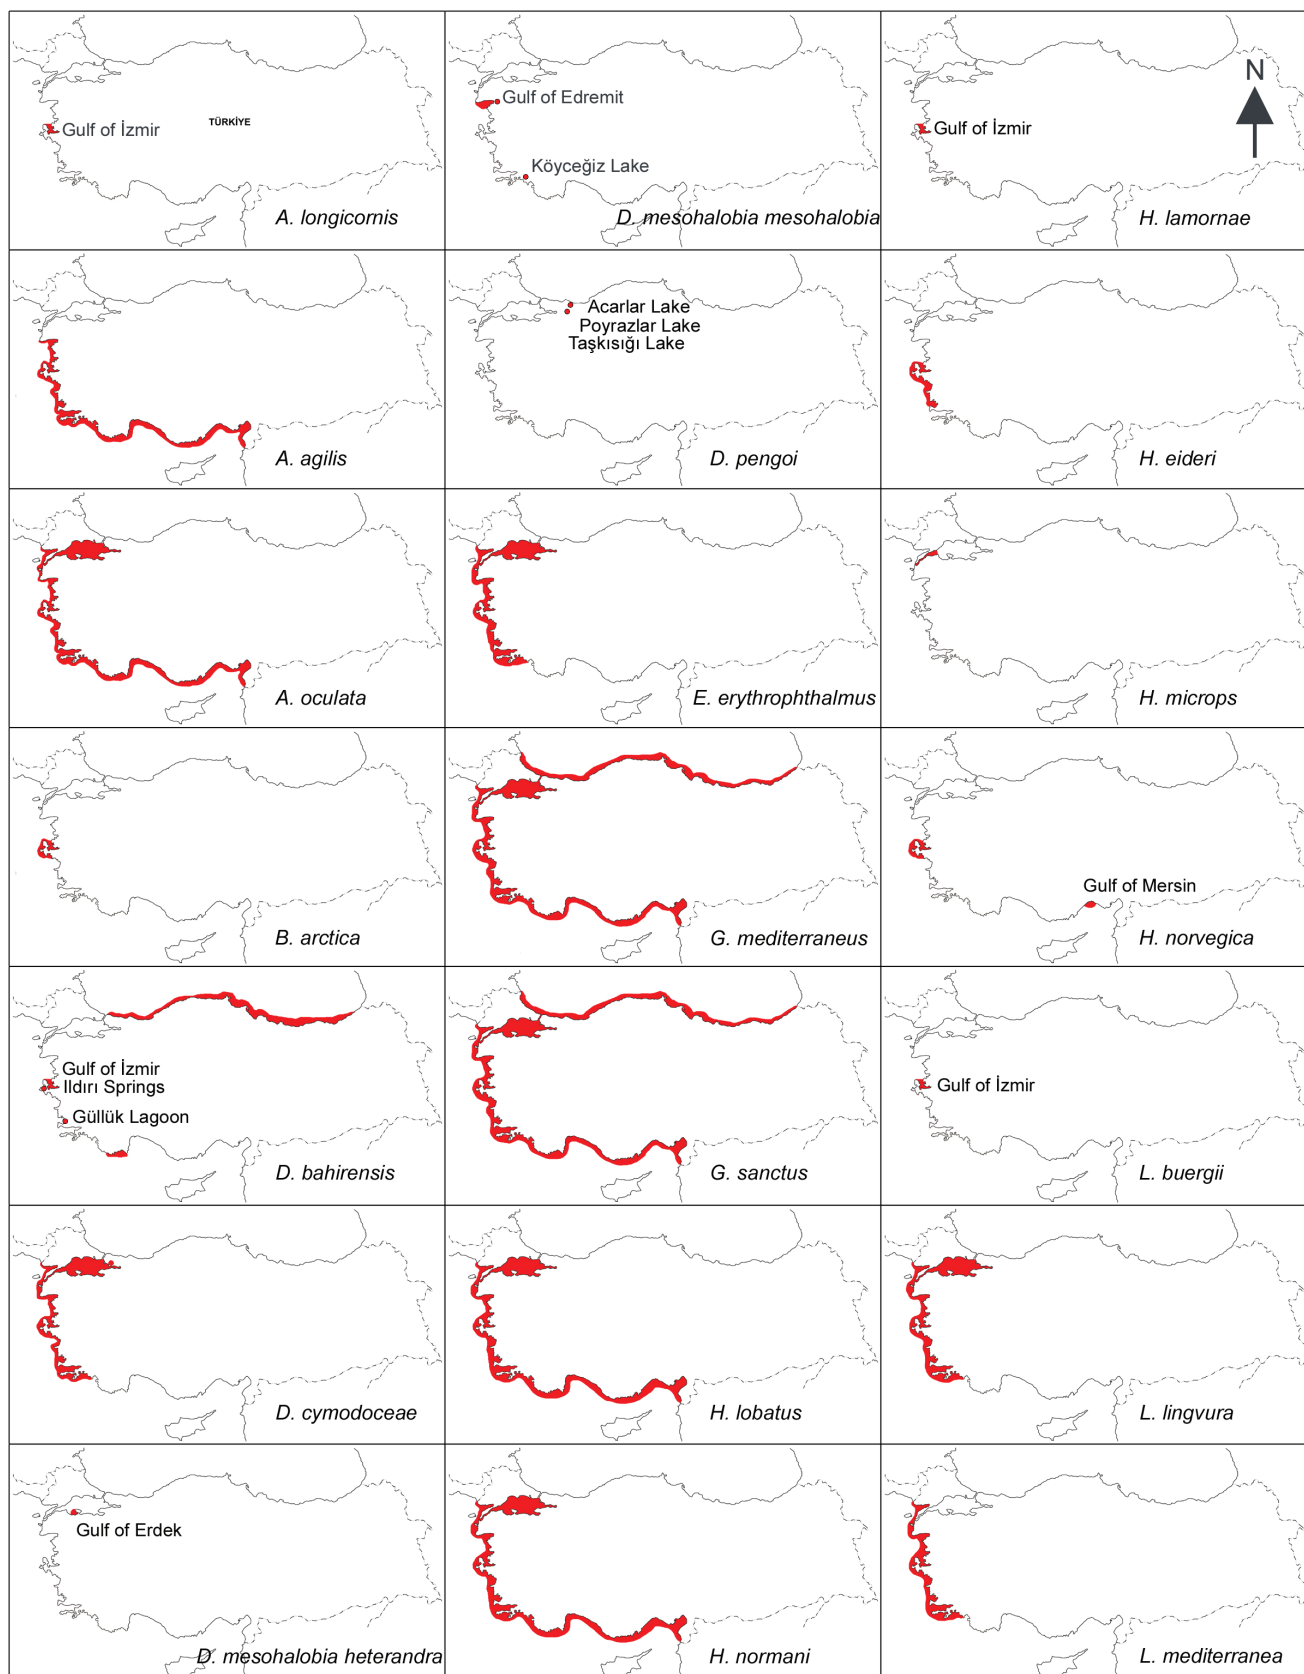 Gulf of İzmir
TÜRKİYE
A. longicornis
Gulf of Edremit
Köyceğiz Lake
D. mesohalobia mesohalobia
N
Gulf of İzmir
H. lamornae
A. agilis
Acarlar Lake
Poyrazlar Lake
Taşkısığı Lake
D. pengoi
H. eideri
A. oculata
E. erythrophthalmus
H. microps
B. arctica
G. mediterraneus
Gulf of Mersin
H. norvegica
Gulf of İzmir
Ildırı Springs
Güllük Lagoon
D. bahirensis
G. sanctus
Gulf of İzmir
L. buergii
D. cymodoceae
H. lobatus
L. lingvura
Gulf of Erdek
D. mesohalobia heterandra
H. normani
L. mediterranea